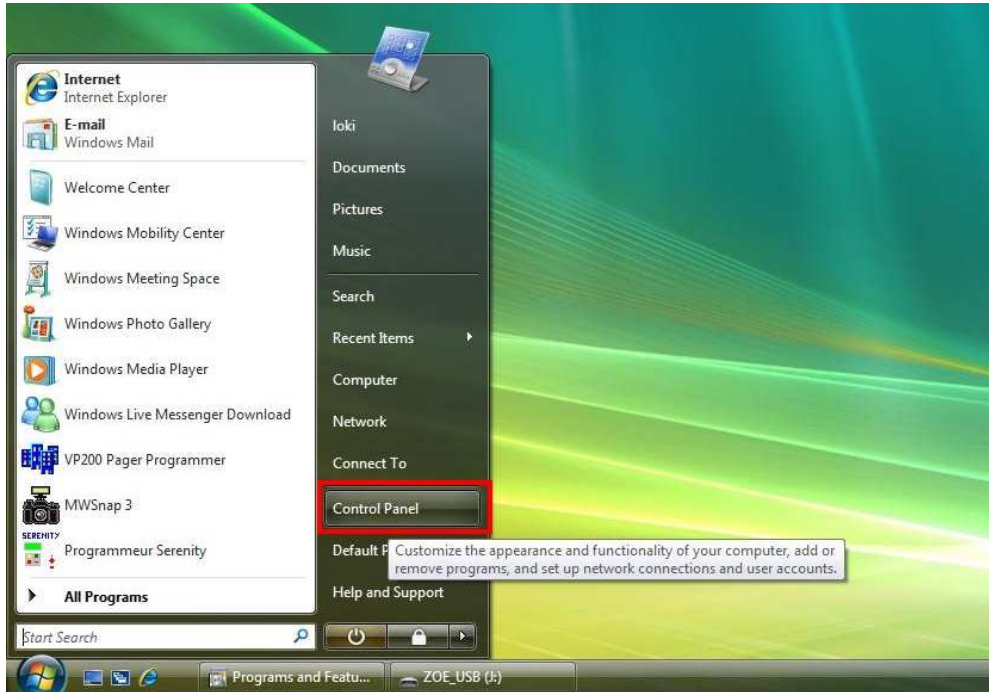 Internet
Internet Explorer
E-mail
Windows Mail
Welcome Center
Windows Mobility Center
Windows Meeting Space
Windows Photo Gallery
Windows Media Player
Windows Live Messenger Download
VP200 Pager Programmer
MWSnap 3
SERENITY
Programmeur Serenity
All Programs
Start Search
loki
Documents
Pictures
Music
Search
Recent Items
Computer
Network
Connect To
Control Panel
Default P
Customize the appearance and functionality of your computer, add or
remove programs, and set up network connections and user accounts.
Help and Support
Programs and Featu...
ZOE_USB (J:)